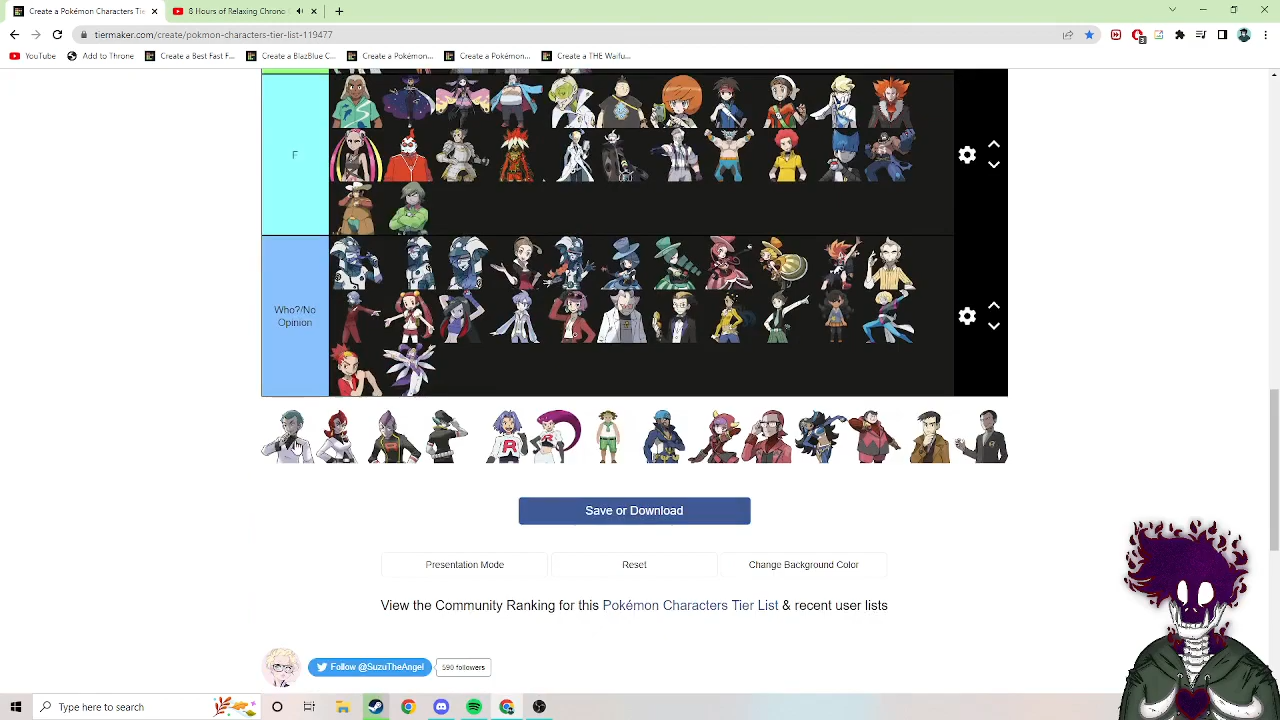 Create a Pokémon Characters Tie
8 Hours of Relaxing Chrono
tiermaker.com/create/pokmon-characters-tier-list-119477
YouTube
Add to Throne
Create a Best Fast F...
Create a BlazBlue C...
Create a Pokémon...
Create a Pokémon...
Create a THE Waifu...
F
Who?/No
Opinion
R
R
Save or Download
Presentation Mode
Reset
Change Background Color
View the Community Ranking for this Pokémon Characters Tier List & recent user lists
Follow @SuzuTheAngel
590 followers
Type here to search